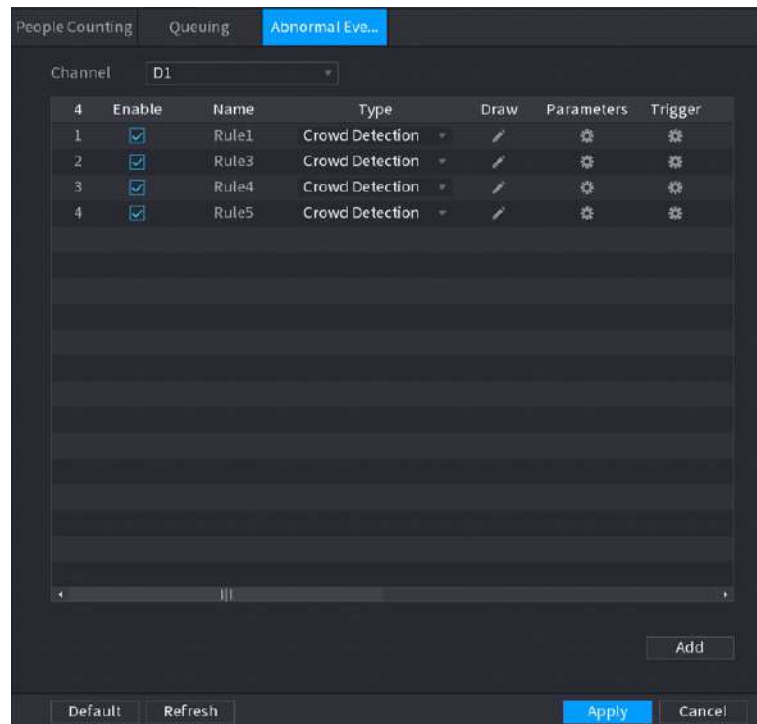 People Counting Queuing Abnormal Eve...
Channel D1
4 Enable Name Type Draw Parameters Trigger
1 Rule1 Crowd Detection
2 Rule3 Crowd Detection
3 Rule4 Crowd Detection
4 Rule5 Crowd Detection
Add
Default Refresh Apply Cancel